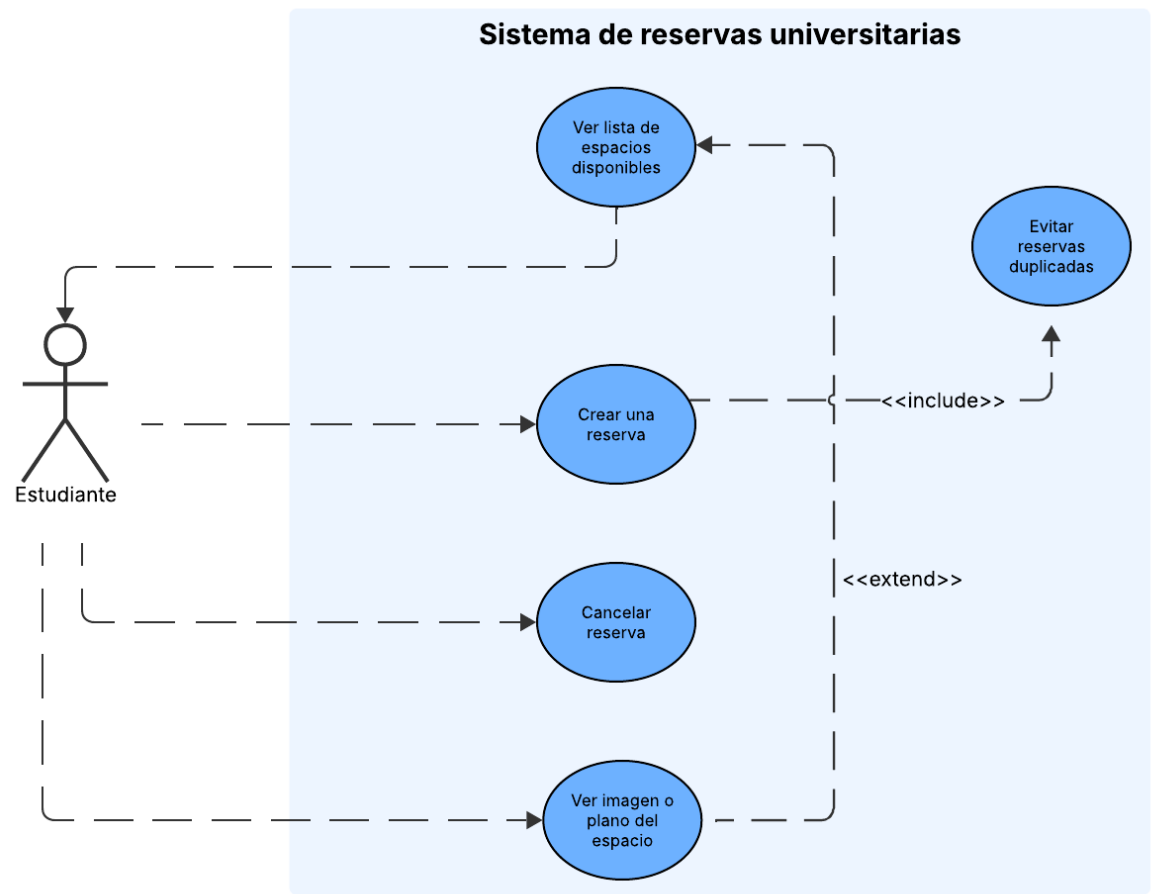 Sistema de reservas universitarias
Ver lista de
espacios
disponibles
Evitar
reservas
duplicadas
Crear una
reserva
<<include>>
Estudiante
<<extend>>
Cancelar
reserva
Ver imagen o
plano del
espacio